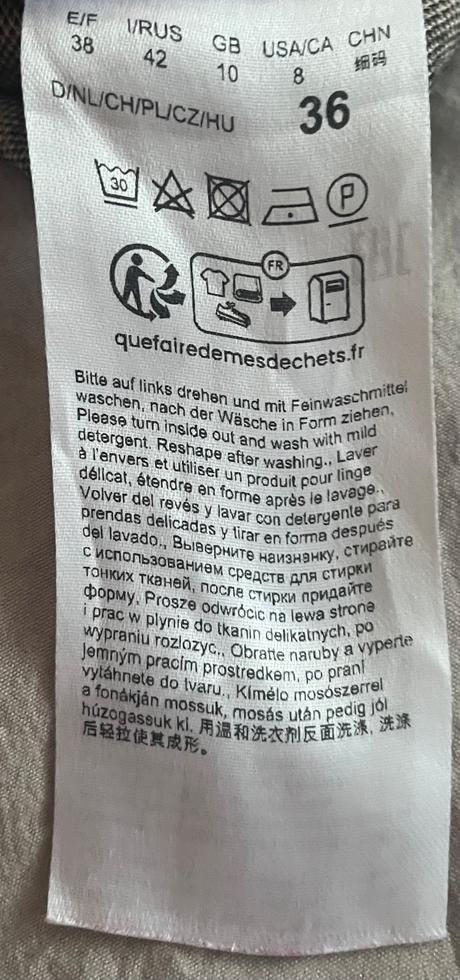 E/F I/RUS GB USA/CA CHN
38 42 10 8 细码
D/NL/CH/PL/CZ/HU 36
30 P
FR
quefairedemesdechets.fr
Bitte auf links drehen und mit Feinwaschmittel
waschen, nach der Wäsche in Form ziehen,
Please turn inside out and wash with mild
detergent. Reshape after washing., Laver
à l'envers et utiliser un produit pour linge
délicat, étendre en forme après le lavage.,
Volver del revés y lavar con detergente para
prendas delicadas y tirar en forma después
del lavado., Выверните наизнанку, стирайте
с использованием средств для стирки
тонких тканей, после стирки придайте
форму, Prosze odwrócic na lewa strone
i prac w plynie do tkanin delikatnych, po
wypraniu rozlozyc., Obratte naruby a vyperte
jemným pracím prostredkem, po praní
vytáhnete do tvaru., Kímélo mosószerrel
a fonákján mossuk, mosás után pedig jól
húzogassuk ki, 用温和洗衣剂反面洗涤, 洗涤
后轻拉使其成形。